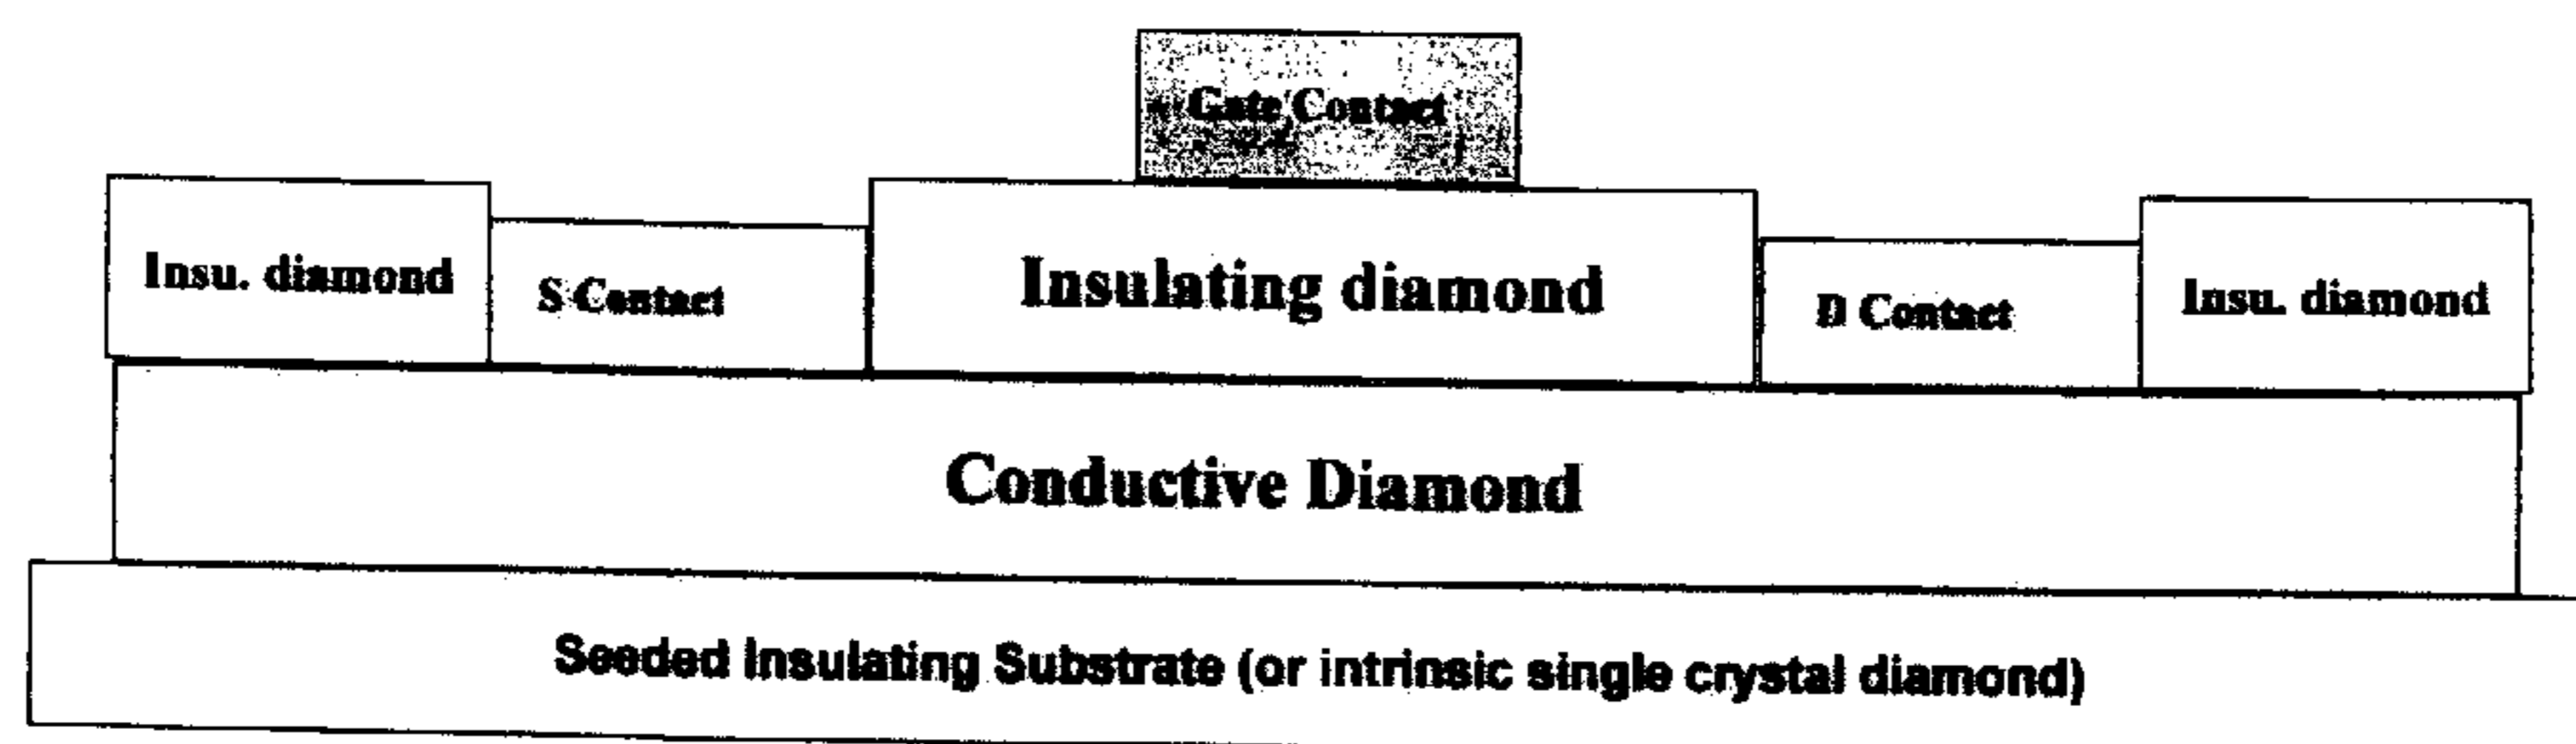 Gate Contact
Insu. diamond
S Contact
Insulating diamond
D Contact
Insu. diamond
Conductive Diamond
Seeded Insulating Substrate (or intrinsic single crystal diamond)